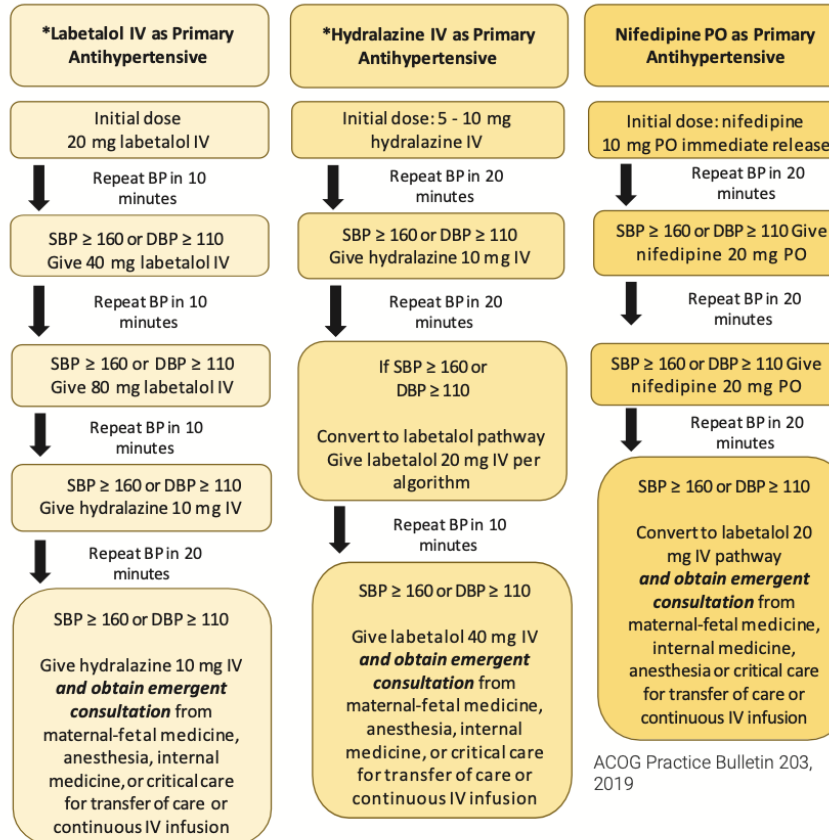 *Labetalol IV as Primary
Antihypertensive
Initial dose
20 mg labetalol IV
Repeat BP in 10
minutes
SBP ≥ 160 or DBP ≥ 110
Give 40 mg labetalol IV
Repeat BP in 10
minutes
SBP ≥ 160 or DBP ≥ 110
Give 80 mg labetalol IV
Repeat BP in 10
minutes
SBP ≥ 160 or DBP ≥ 110
Give hydralazine 10 mg IV
Repeat BP in 20
minutes
SBP ≥ 160 or DBP ≥ 110
Give hydralazine 10 mg IV
and obtain emergent
consultation from
maternal-fetal medicine,
anesthesia, internal
medicine, or critical care
for transfer of care or
continuous IV infusion
*Hydralazine IV as Primary
Antihypertensive
Initial dose: 5 - 10 mg
hydralazine IV
Repeat BP in 20
minutes
SBP ≥ 160 or DBP ≥ 110
Give hydralazine 10 mg IV
Repeat BP in 20
minutes
If SBP ≥ 160 or
DBP ≥ 110
Convert to labetalol pathway
Give labetalol 20 mg IV per
algorithm
Repeat BP in 10
minutes
SBP ≥ 160 or DBP ≥ 110
Give labetalol 40 mg IV
and obtain emergent
consultation from
maternal-fetal medicine,
anesthesia, internal
medicine, or critical care
for transfer of care or
continuous IV infusion
Nifedipine PO as Primary
Antihypertensive
Initial dose: nifedipine
10 mg PO immediate release
Repeat BP in 20
minutes
SBP ≥ 160 or DBP ≥ 110 Give
nifedipine 20 mg PO
Repeat BP in 20
minutes
SBP ≥ 160 or DBP ≥ 110 Give
nifedipine 20 mg PO
Repeat BP in 20
minutes
SBP ≥ 160 or DBP ≥ 110
Convert to labetalol 20
mg IV pathway
and obtain emergent
consultation from
maternal-fetal medicine,
internal medicine,
anesthesia or critical care
for transfer of care or
continuous IV infusion
ACOG Practice Bulletin 203,
2019